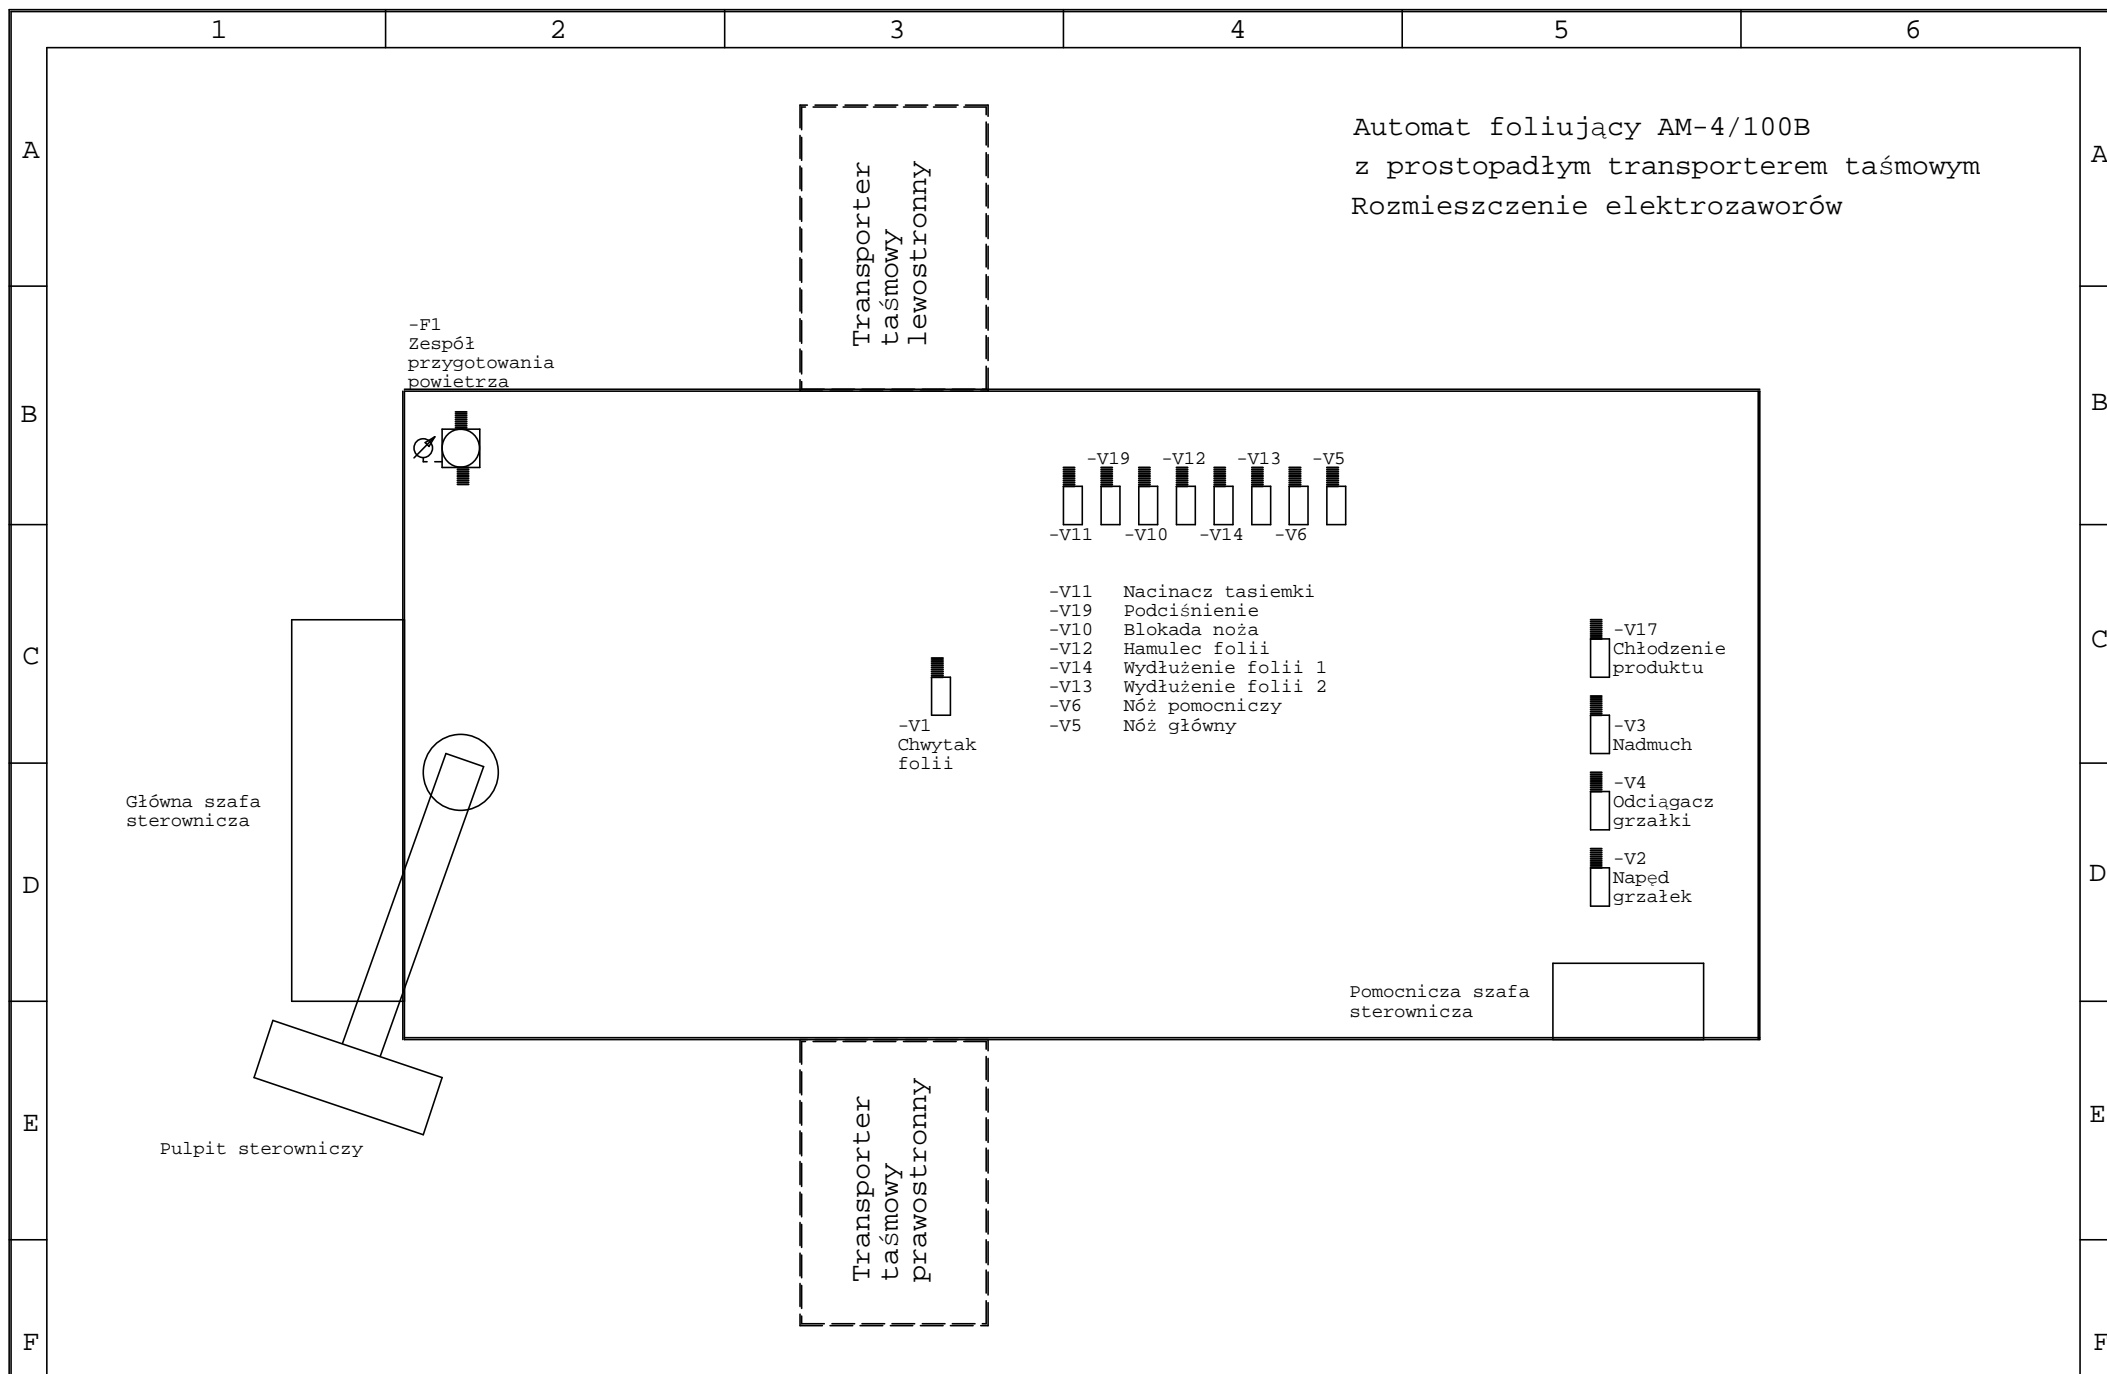 1 2 3 4 5 6
A A
Automat foliujący AM-4/100B
z prostopadłym transporterem taśmowym
Rozmieszczenie elektrozaworów
Transporter
taśmowy
lewostronny
-F1
Zespół
przygotowania
powietrza
B B
-V19 -V12 -V13 -V5
-V11 -V10 -V14 -V6
-V11 Nacinacz tasiemki
-V19 Podciśnienie
-V10 Blokada noża
-V12 Hamulec folii
-V14 Wydłużenie folii 1
-V13 Wydłużenie folii 2
-V6 Nóż pomocniczy
-V5 Nóż główny
C C
-V17
Chłodzenie
produktu
-V1
Chwytak
folii
-V3
Nadmuch
-V4
Odciągacz
grzałki
Główna szafa
sterownicza
-V2
Napęd
grzałek
D D
Pomocnicza szafa
sterownicza
E E
Pulpit sterowniczy
Transporter
taśmowy
prawostronny
F F